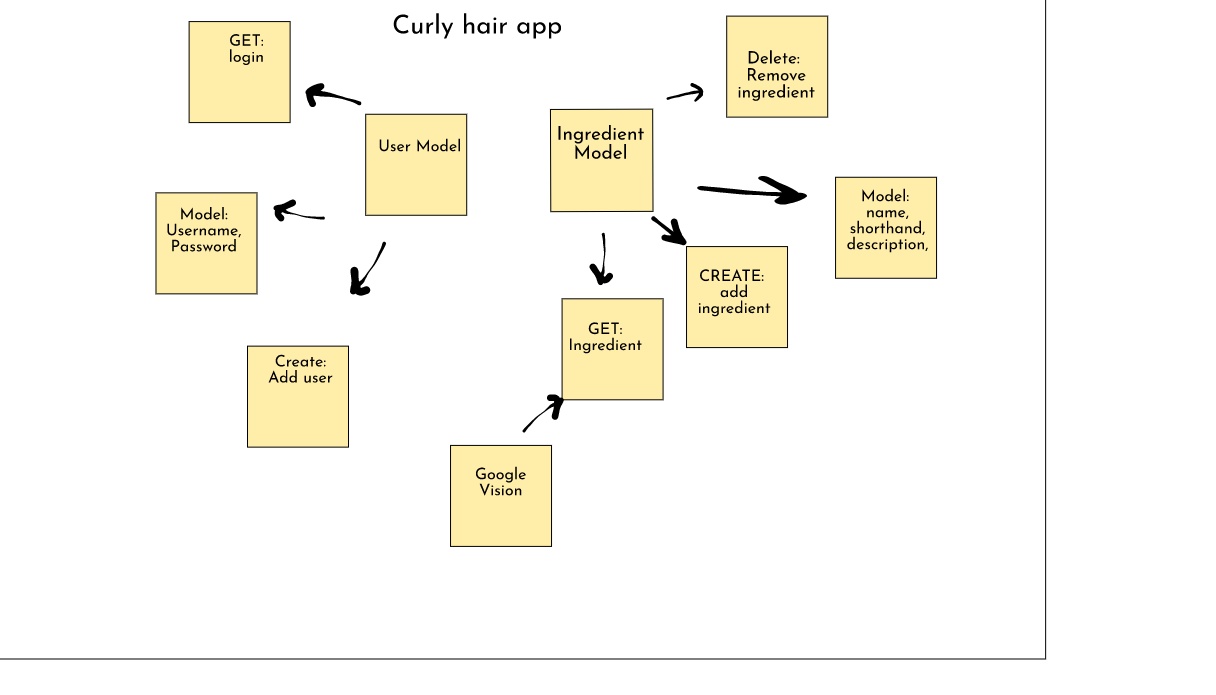 Curly hair app
GET:
login
User Model
Model:
Username,
Password
Create:
Add user
Ingredient
Model
Delete:
Remove
ingredient
Model:
name,
shorthand,
description,
CREATE:
add
ingredient
GET:
Ingredient
Google
Vision